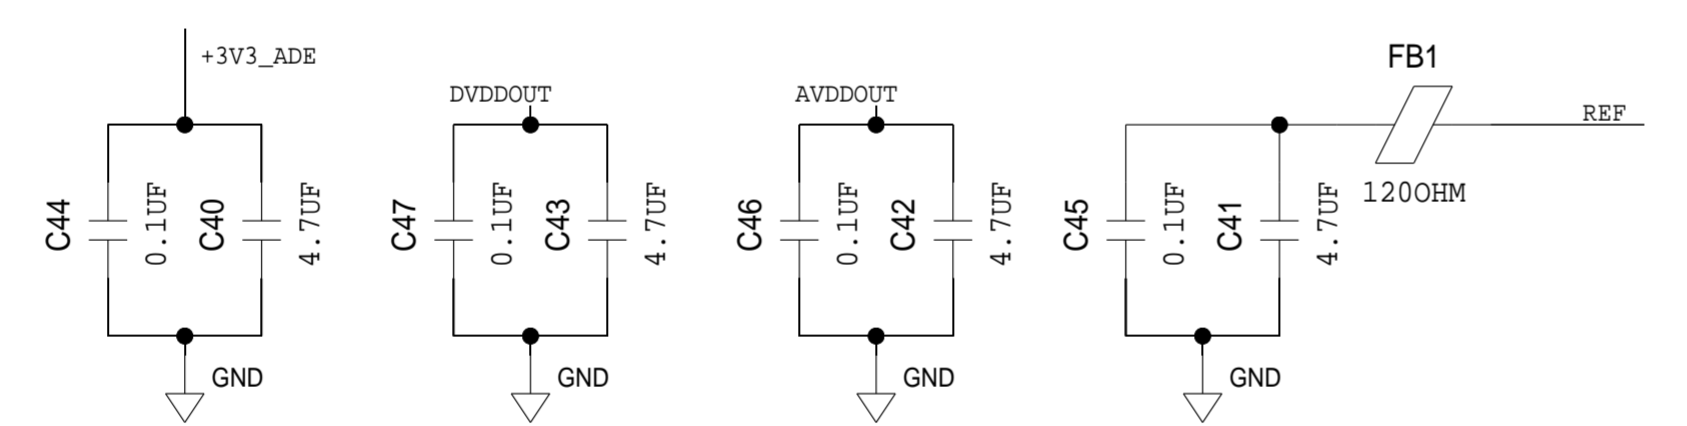 +3V3_ADE
C44
0.1UF
C40
4.7UF
GND
DVDDOUT
C47
0.1UF
C43
4.7UF
GND
AVDDOUT
C46
0.1UF
C42
4.7UF
GND
FB1
REF
120OHM
C45
0.1UF
C41
4.7UF
GND